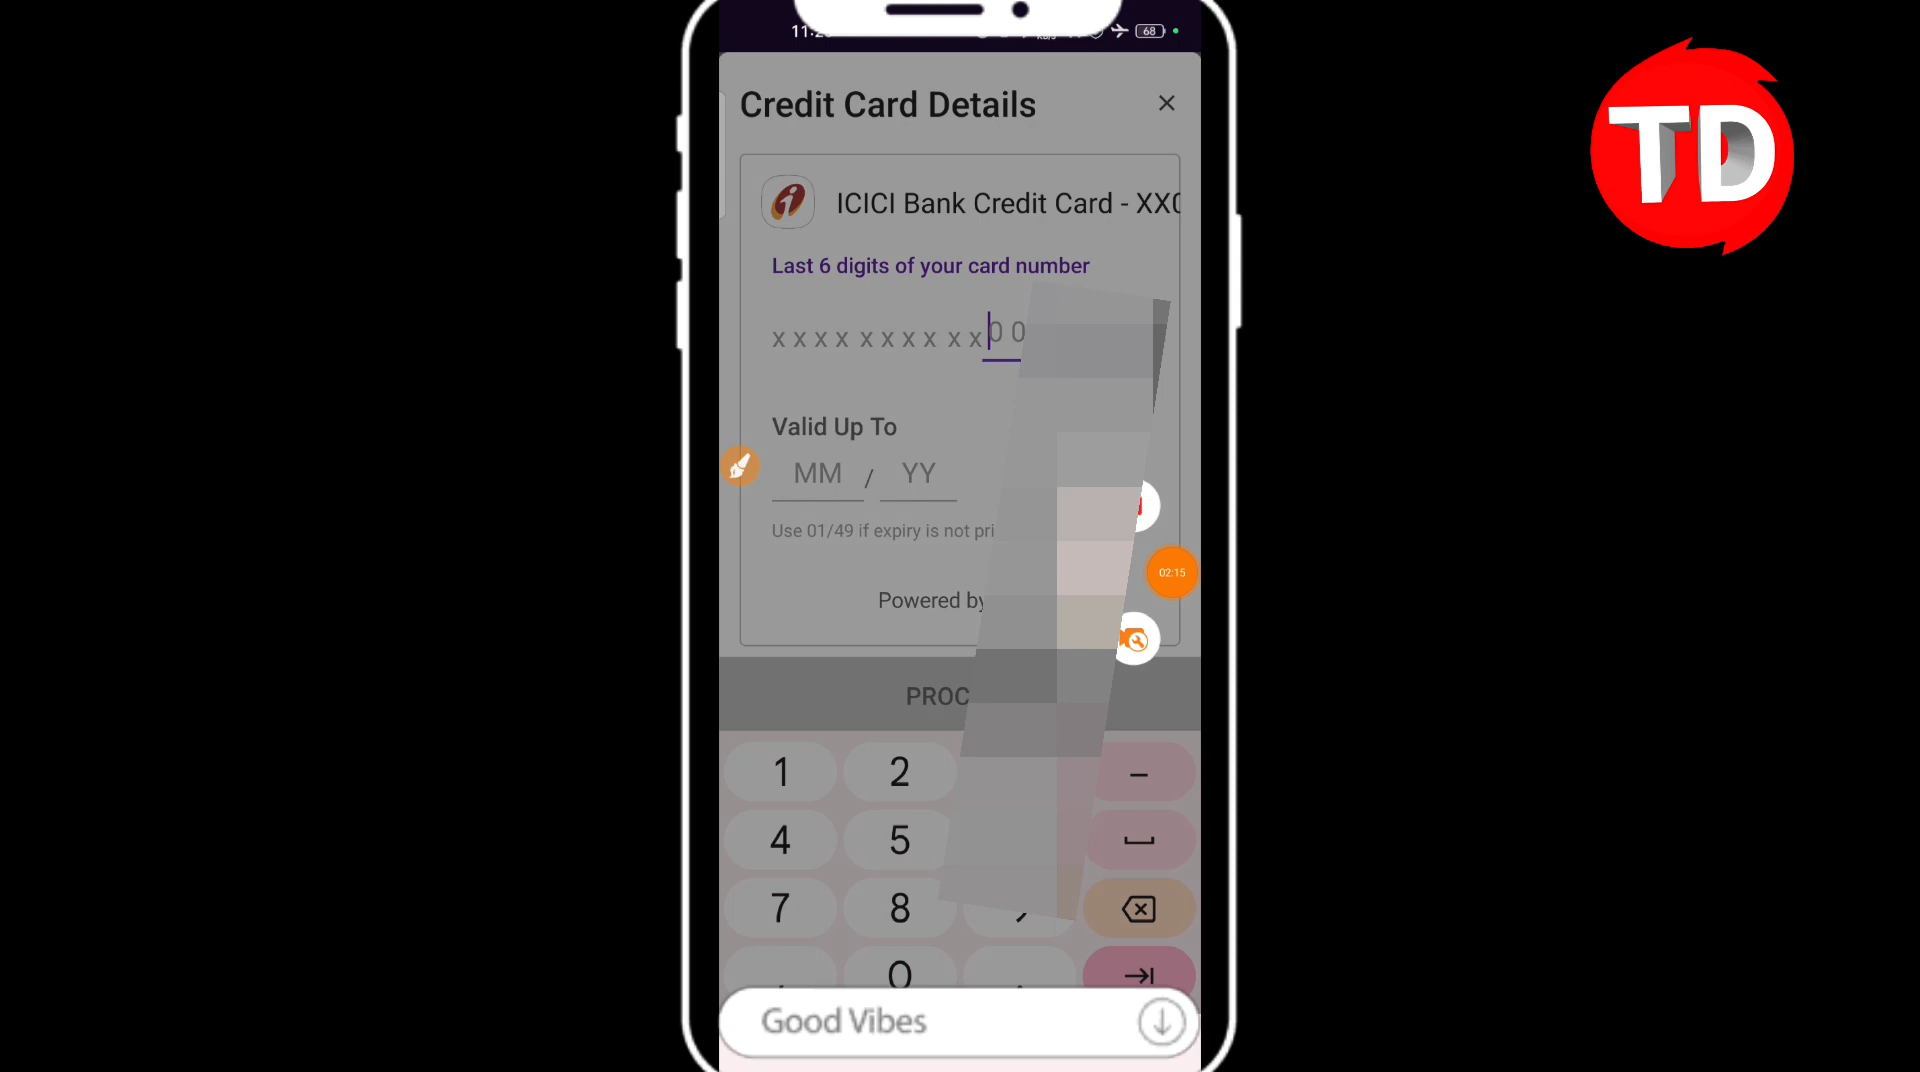 68
TD
Credit Card Details
ICICI Bank Credit Card - XX
Last 6 digits of your card number
x x x x x x x x x x 0 0
Valid Up To
MM / YY
Use 01/49 if expiry is not pri
02:15
Powered by
PROC
1 2 –
4 5
7 8
0
Good Vibes